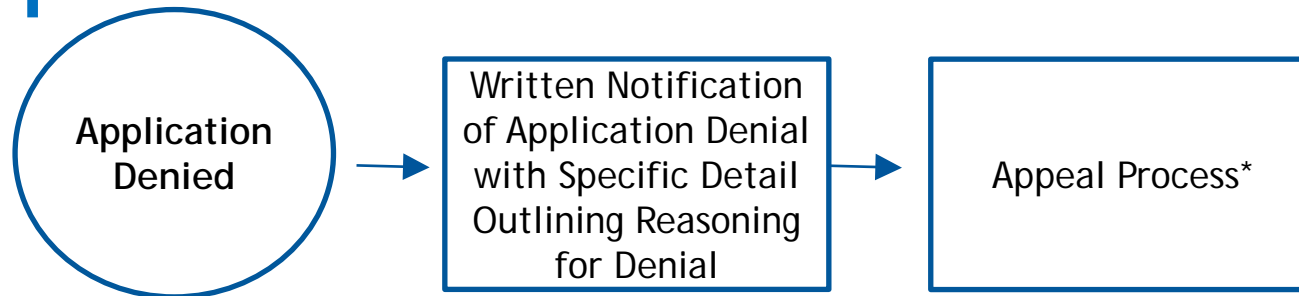 Application
Denied
Written Notification
of Application Denial
with Specific Detail
Outlining Reasoning
for Denial
Appeal Process*